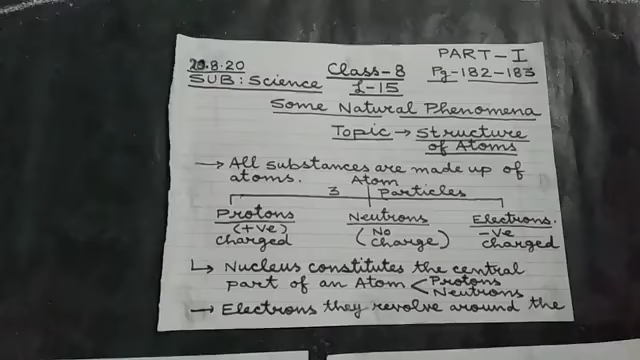 PART-I
28.8.20 Class-8 Pg-182-183
SUB: Science L-15
Some Natural Phenomena
Topic → Structure
of Atoms
→ All substances are made up of
atoms. Atom
3 Particles
Protons Neutrons Electrons.
(+ve) (No -ve
charged Charge) charged
↳ Nucleus constitutes the central
part of an Atom < Protons
Neutrons
→ Electrons they revolve around the